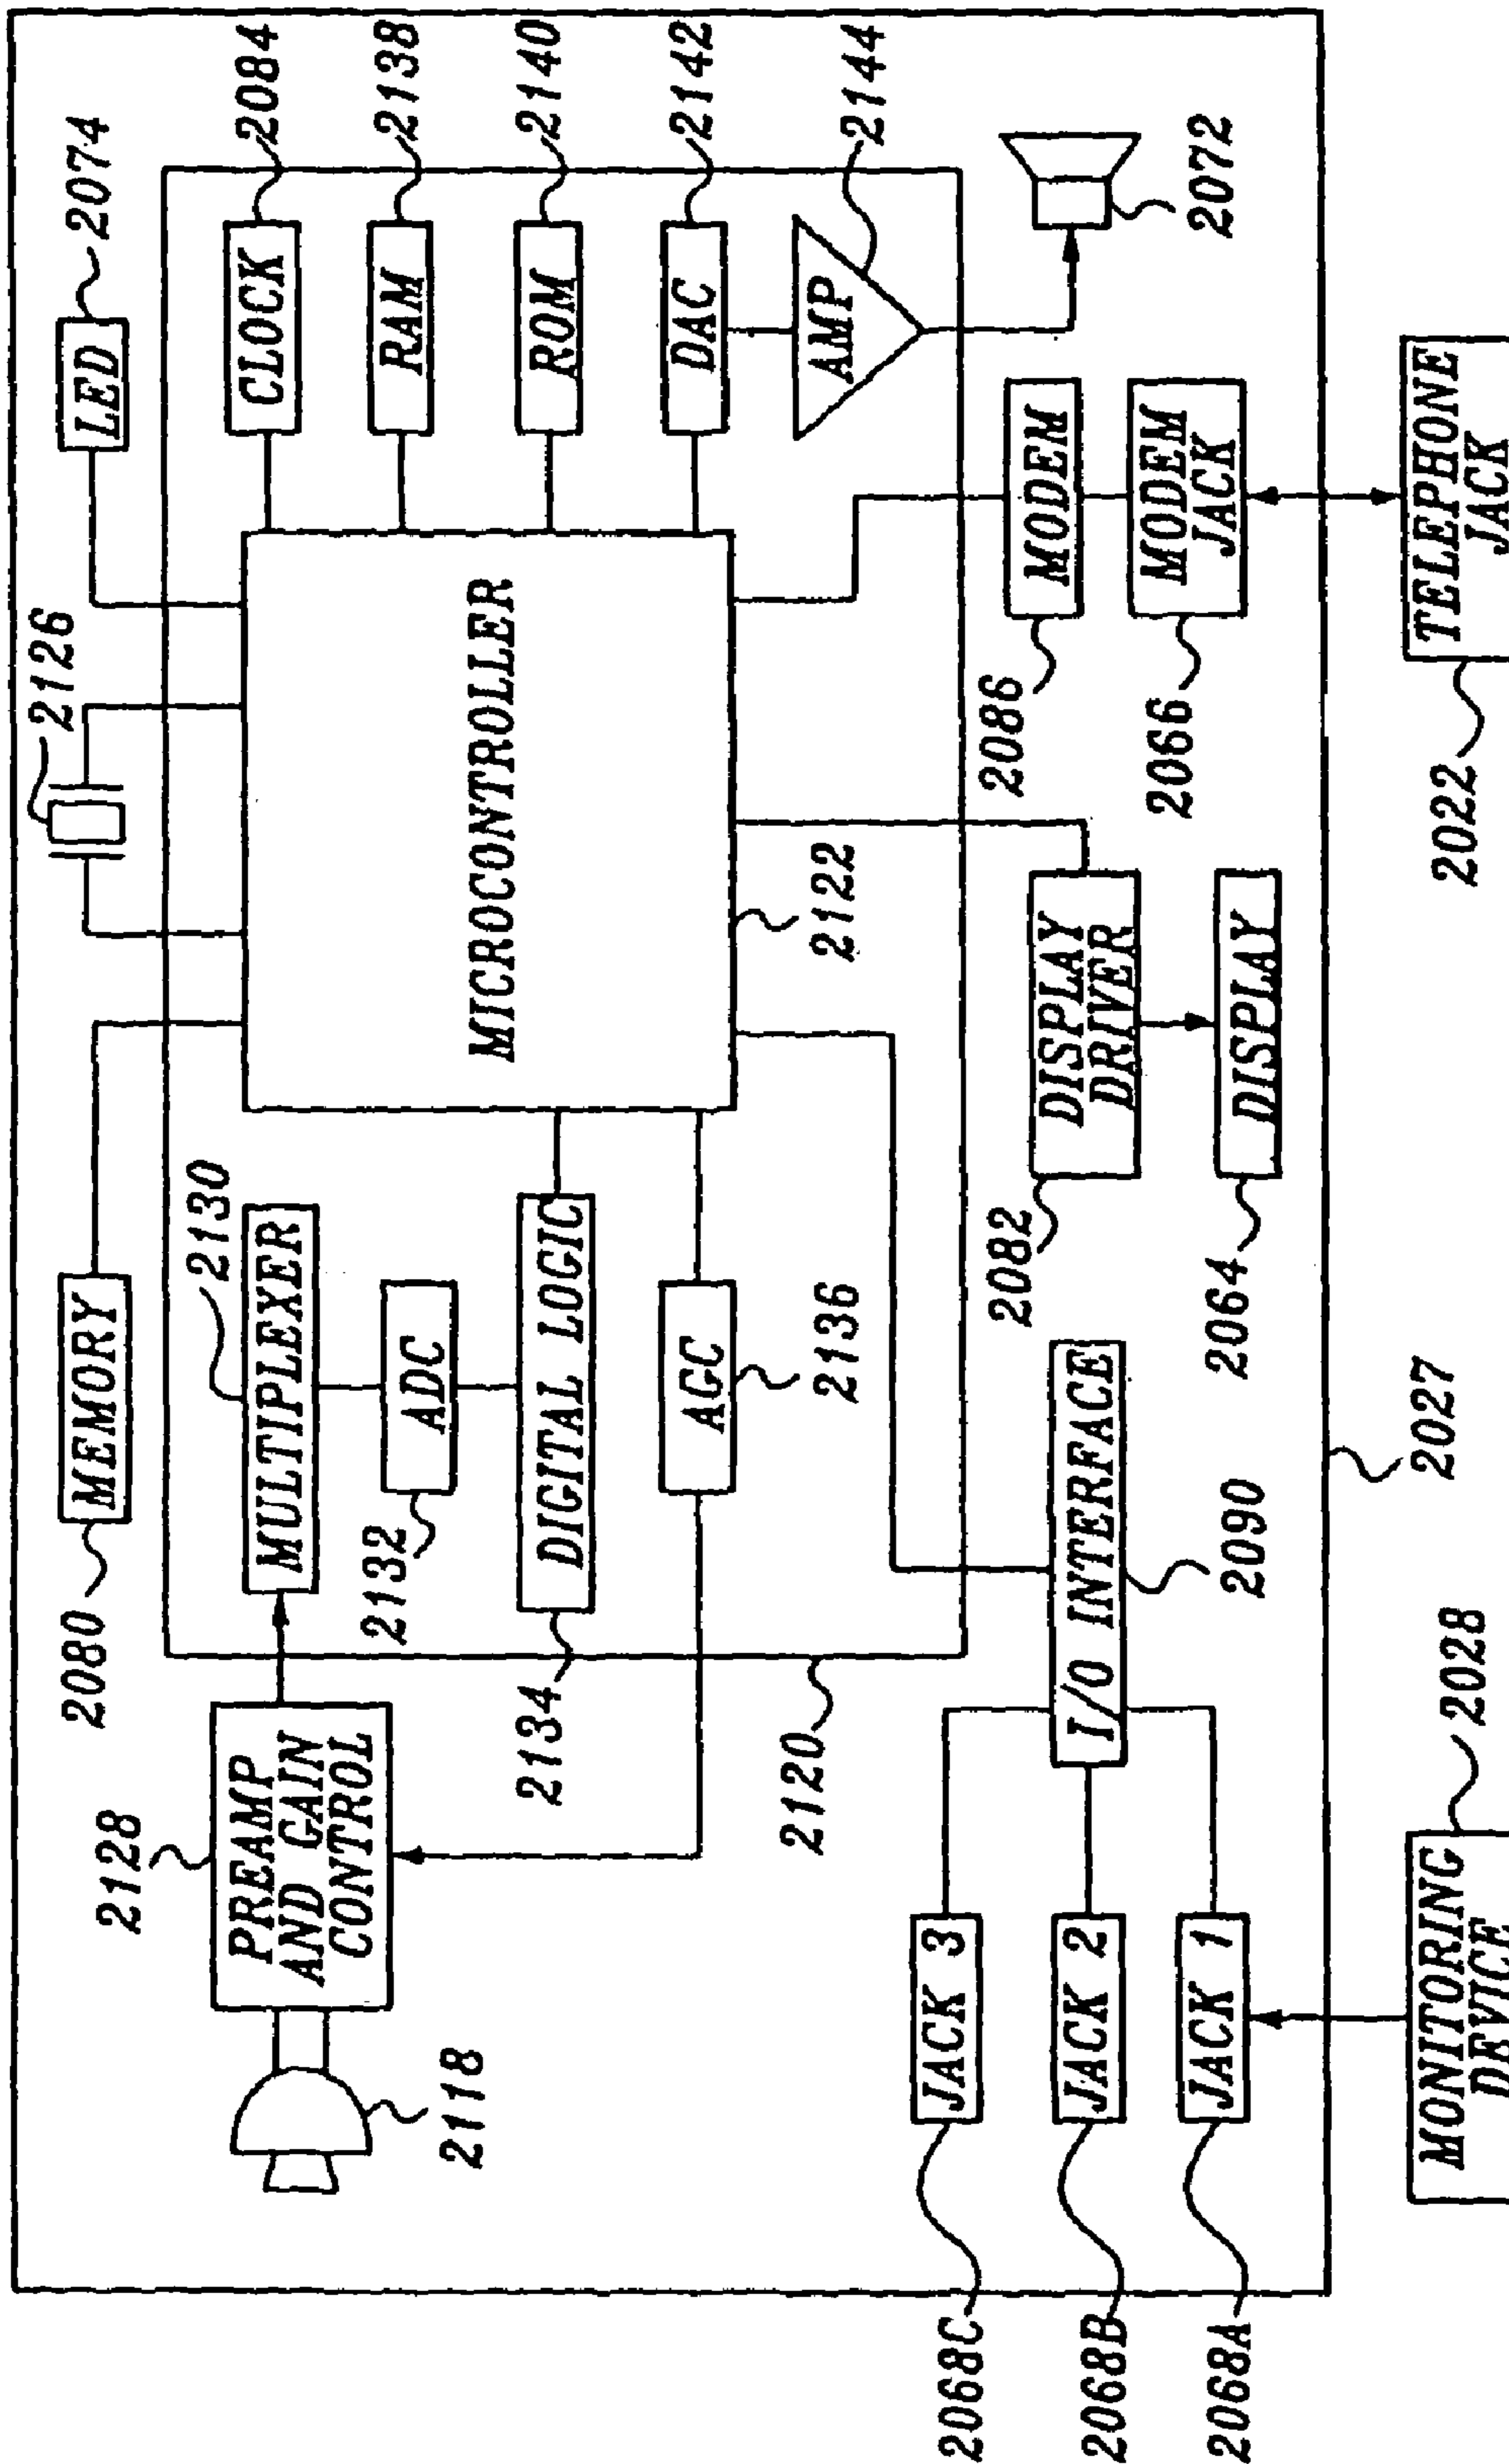 2126
2074
LED
MEMORY
2080
2128
PREAMP
AND GAIN
CONTROL
2118
2130
MULTIPLEXER
ADC
2132
DIGITAL LOGIC
2134
AGC
2136
MICROCONTROLLER
2122
CLOCK
2084
RAM
2138
ROM
2140
DAC
2142
AMP
2144
2072
2120
JACK 3
2068C
JACK 2
2068B
JACK 1
2068A
I/O INTERFACE
2090
2082
DISPLAY
DRIVER
2064
DISPLAY
2086
MODEM
2066
MODEM
JACK
2027
MONITORING
DEVICE
2028
2022
TELEPHONE
JACK